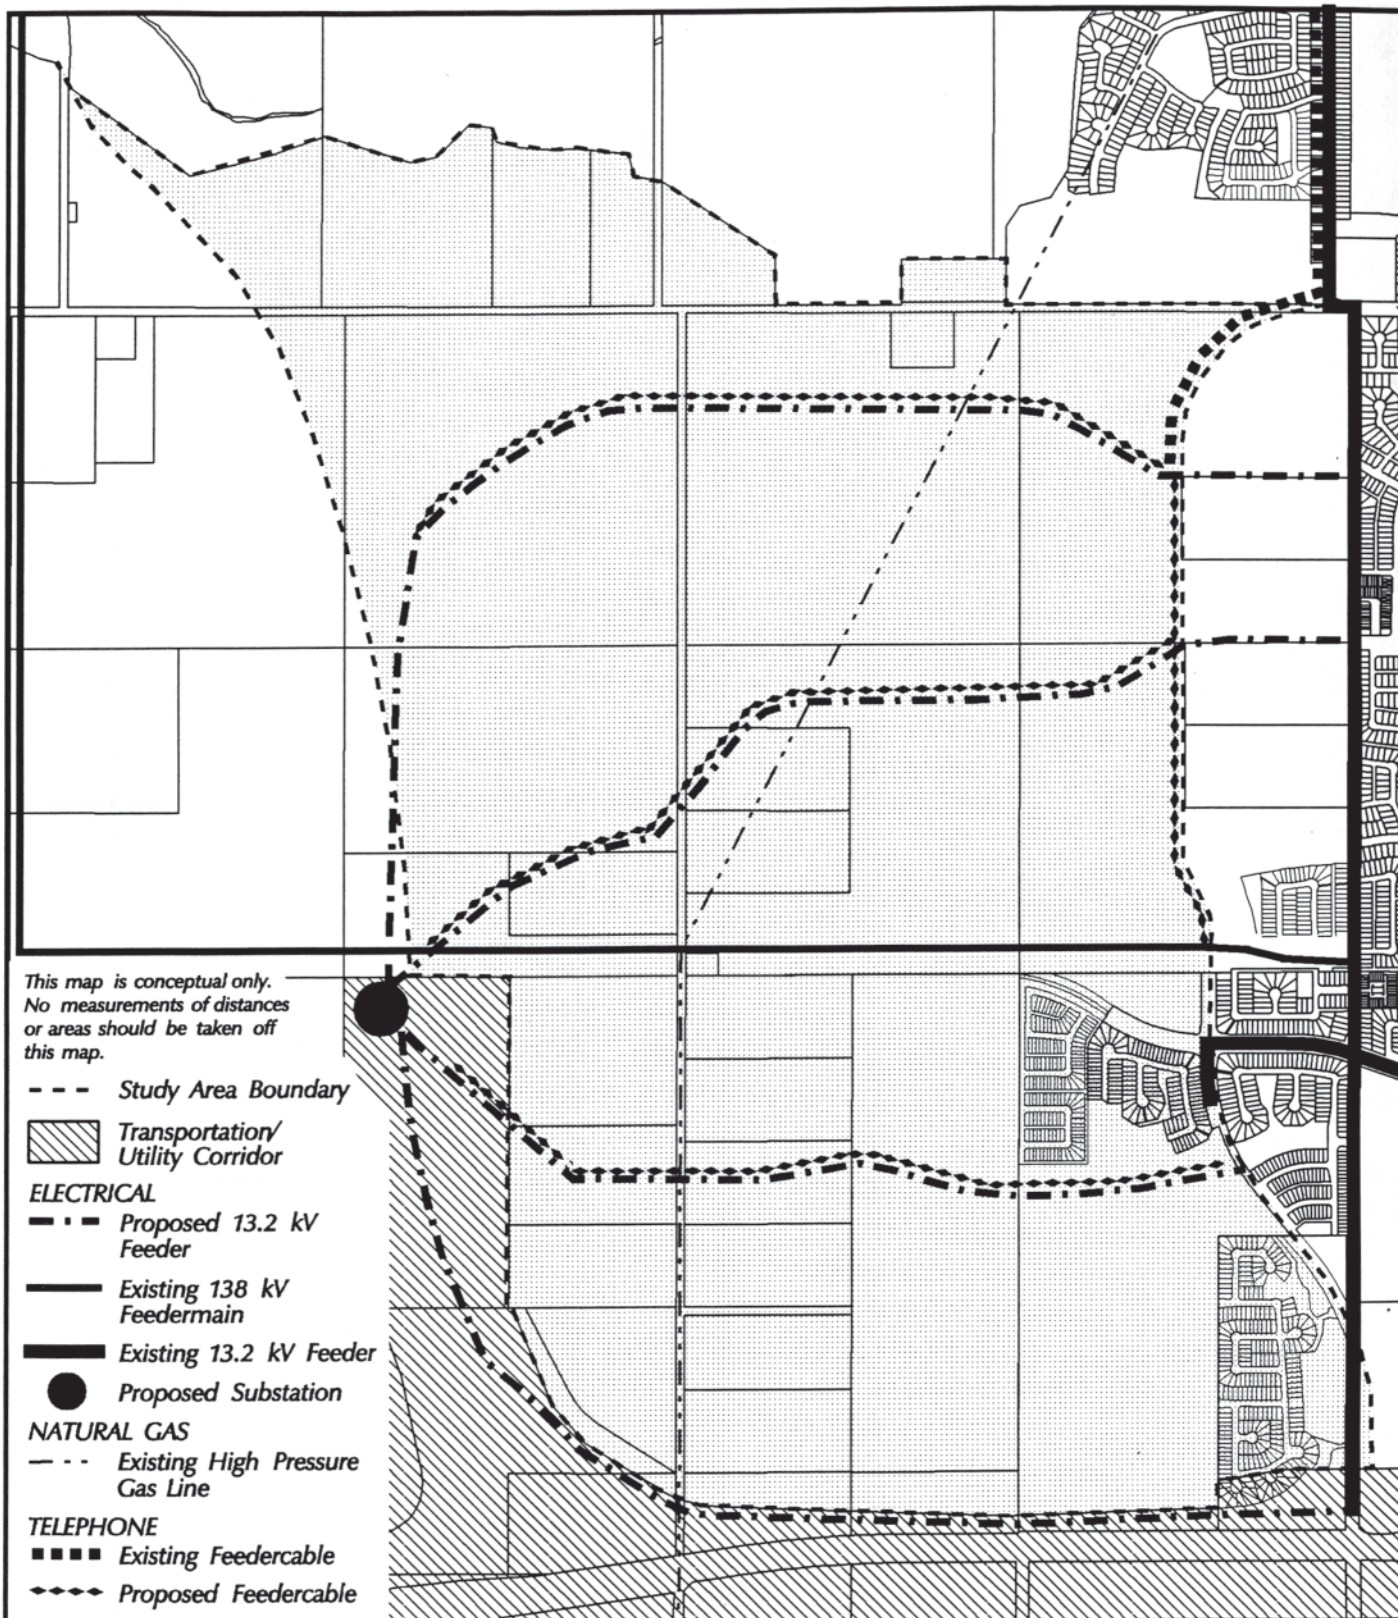 This map is conceptual only.
No measurements of distances
or areas should be taken off
this map.
Study Area Boundary
Transportation/
Utility Corridor
ELECTRICAL
Proposed 13.2 kV
Feeder
Existing 138 kV
Feedermain
Existing 13.2 kV Feeder
Proposed Substation
NATURAL GAS
Existing High Pressure
Gas Line
TELEPHONE
Existing Feedercable
Proposed Feedercable